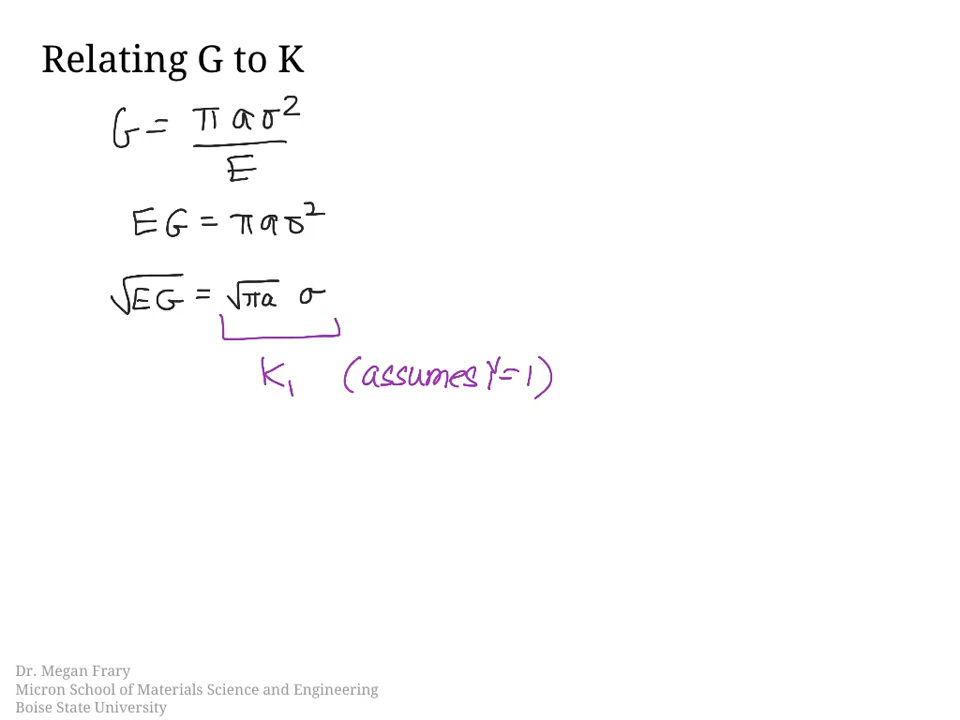 Relating G to K
G = πaσ²/E
EG = πaσ²
√EG = √πa σ
K₁ (assumes Y=1)
Dr. Megan Frary
Micron School of Materials Science and Engineering
Boise State University